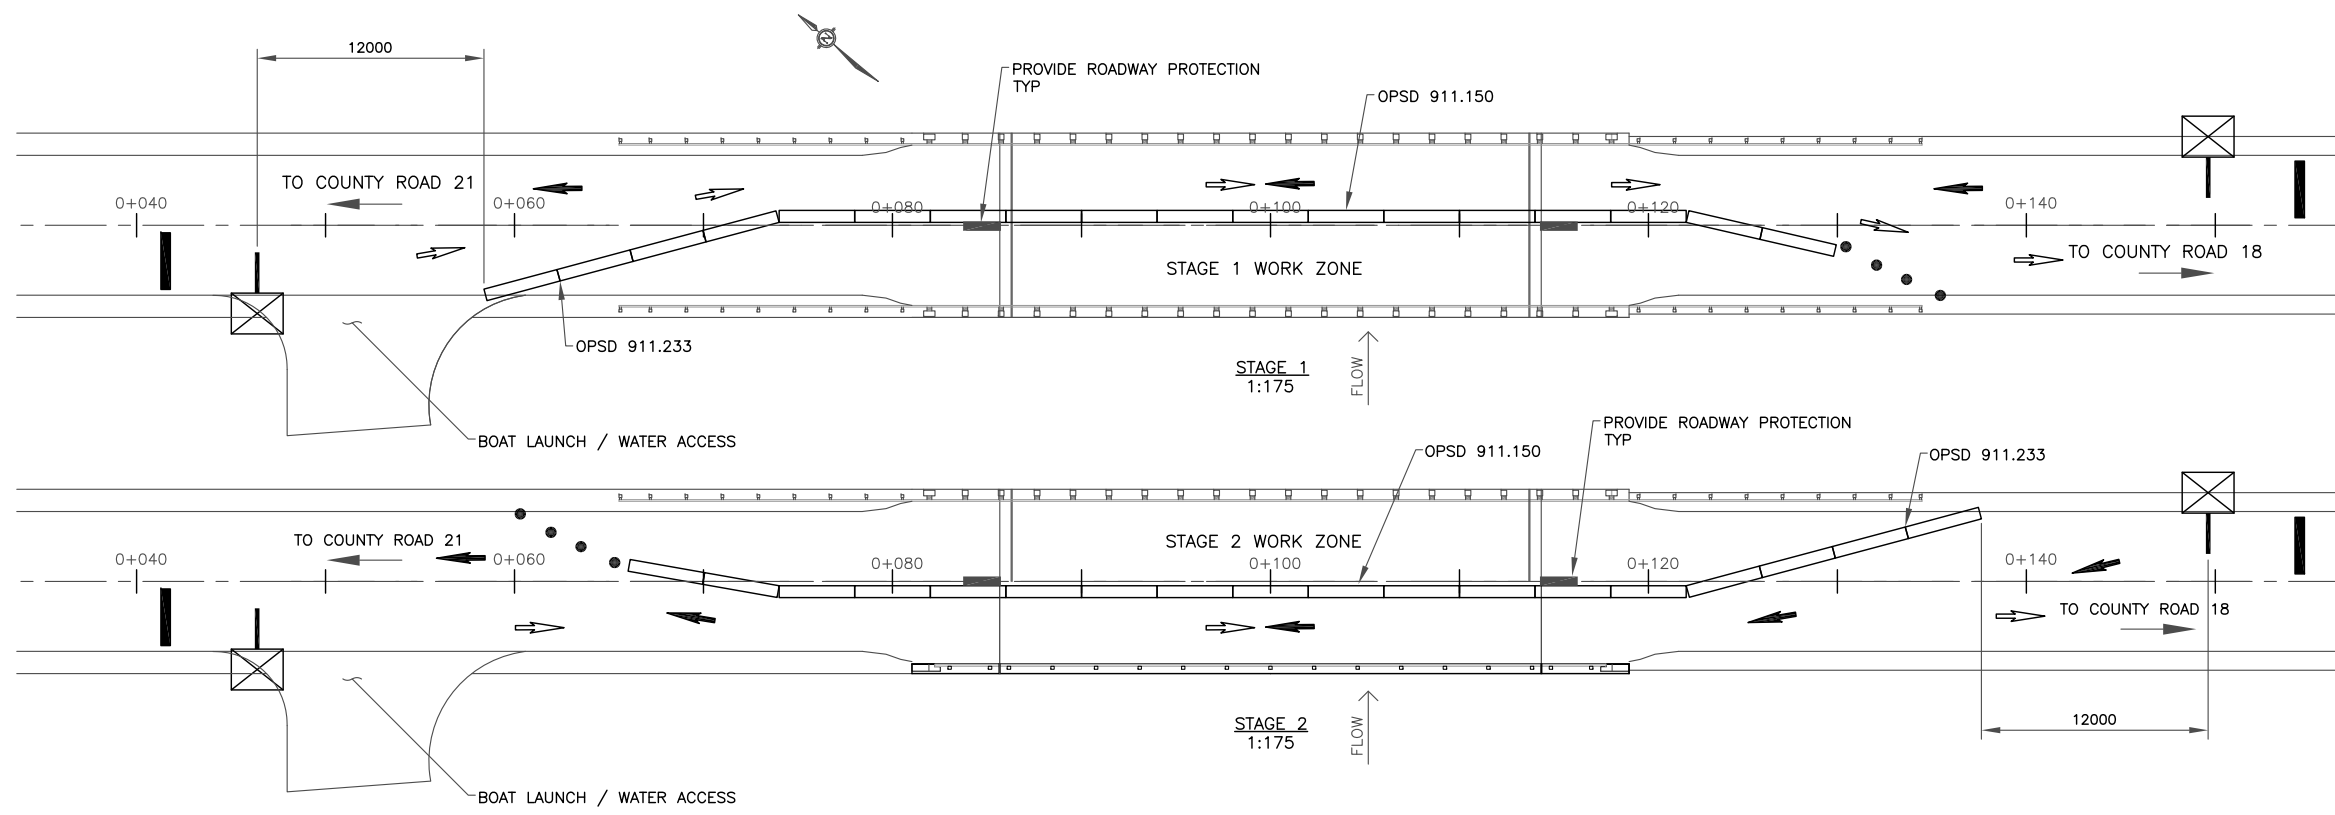 12000
N
PROVIDE ROADWAY PROTECTION
TYP
OPSD 911.150
TO COUNTY ROAD 21
0+040
0+060
0+080
0+100
0+120
0+140
TO COUNTY ROAD 18
STAGE 1 WORK ZONE
OPSD 911.233
STAGE 1
1:175
FLOW
BOAT LAUNCH / WATER ACCESS
PROVIDE ROADWAY PROTECTION
TYP
OPSD 911.150
OPSD 911.233
TO COUNTY ROAD 21
STAGE 2 WORK ZONE
0+040
0+060
0+080
0+100
0+120
0+140
TO COUNTY ROAD 18
STAGE 2
1:175
FLOW
12000
BOAT LAUNCH / WATER ACCESS